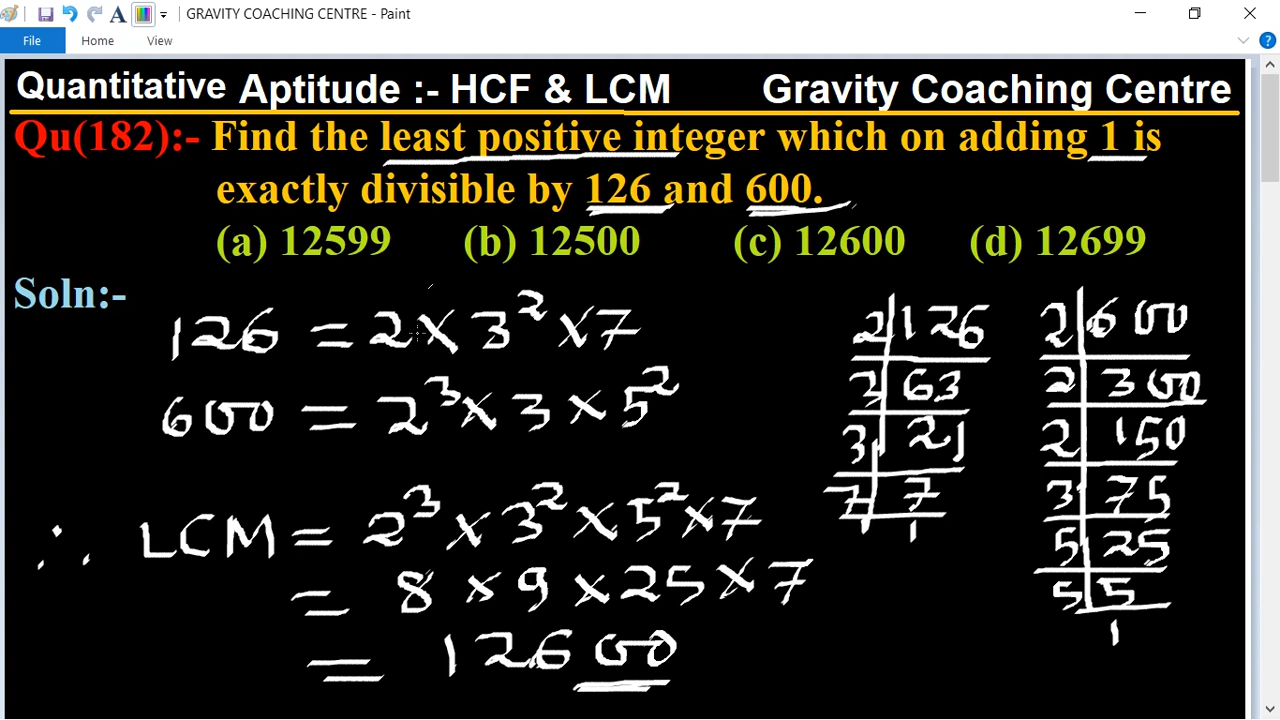 GRAVITY COACHING CENTRE - Paint
File Home View
Quantitative Aptitude :- HCF & LCM Gravity Coaching Centre
Qu(182):- Find the least positive integer which on adding 1 is
exactly divisible by 126 and 600.
(a) 12599 (b) 12500 (c) 12600 (d) 12699
Soln:-
126 = 2 × 3² × 7
600 = 2³ × 3 × 5²
∴ LCM = 2³ × 3² × 5² × 7
= 8 × 9 × 25 × 7
= 12600
2 126
3 63
3 21
7 7
1
2 600
2 300
2 150
3 75
5 25
5 5
1